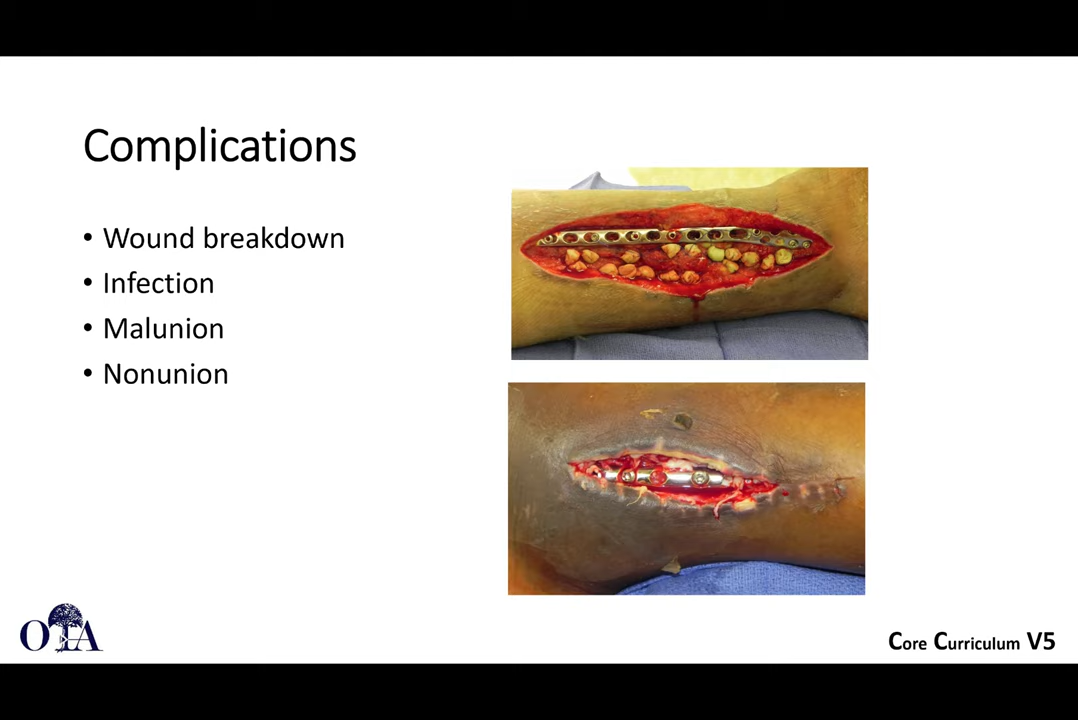 Complications
• Wound breakdown
• Infection
• Malunion
• Nonunion
OTA
Core Curriculum V5